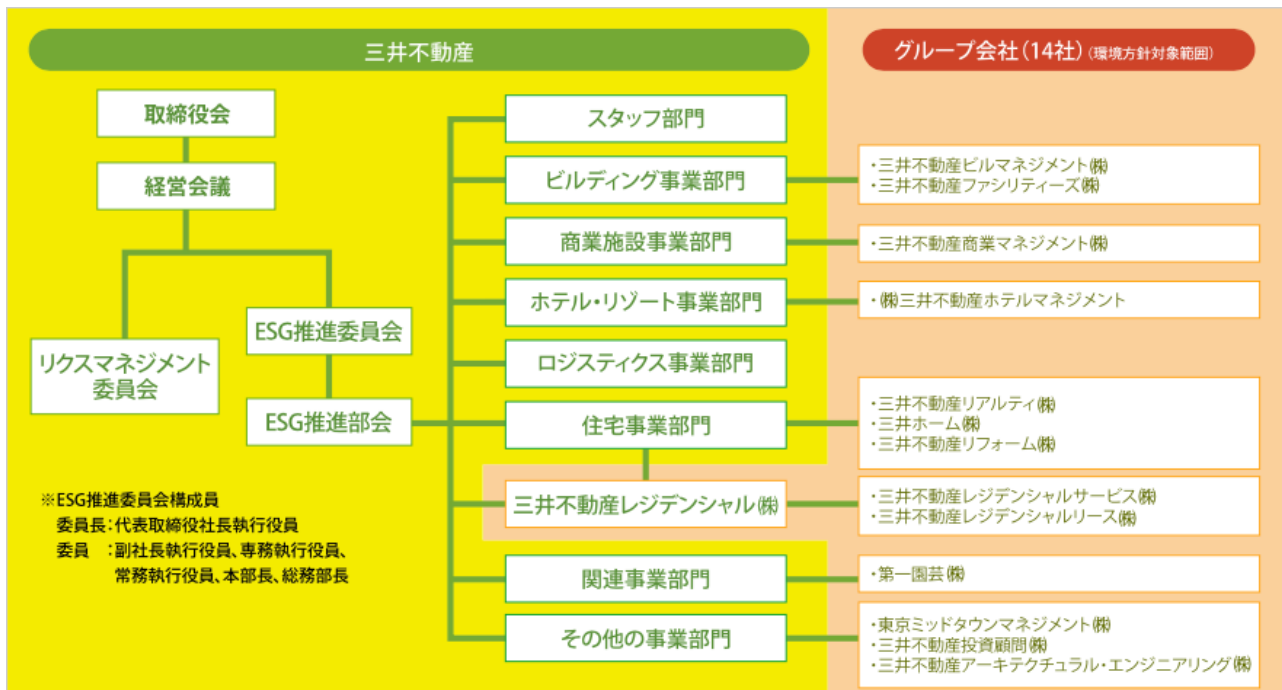 三井不動産
グループ会社(14社)(環境方針対象範囲)
取締役会
経営会議
リクスマネジメント
委員会
ESG推進委員会
ESG推進部会
※ESG推進委員会構成員
委員長:代表取締役社長執行役員
委員　:副社長執行役員、専務執行役員、
常務執行役員、本部長、総務部長
スタッフ部門
ビルディング事業部門
・三井不動産ビルマネジメント㈱
・三井不動産ファシリティーズ㈱
商業施設事業部門
・三井不動産商業マネジメント㈱
ホテル・リゾート事業部門
・㈱三井不動産ホテルマネジメント
ロジスティクス事業部門
住宅事業部門
・三井不動産リアルティ㈱
・三井ホーム㈱
・三井不動産リフォーム㈱
三井不動産レジデンシャル㈱
・三井不動産レジデンシャルサービス㈱
・三井不動産レジデンシャルリース㈱
関連事業部門
・第一園芸㈱
その他の事業部門
・東京ミッドタウンマネジメント㈱
・三井不動産投資顧問㈱
・三井不動産アーキテクチュラル・エンジニアリング㈱